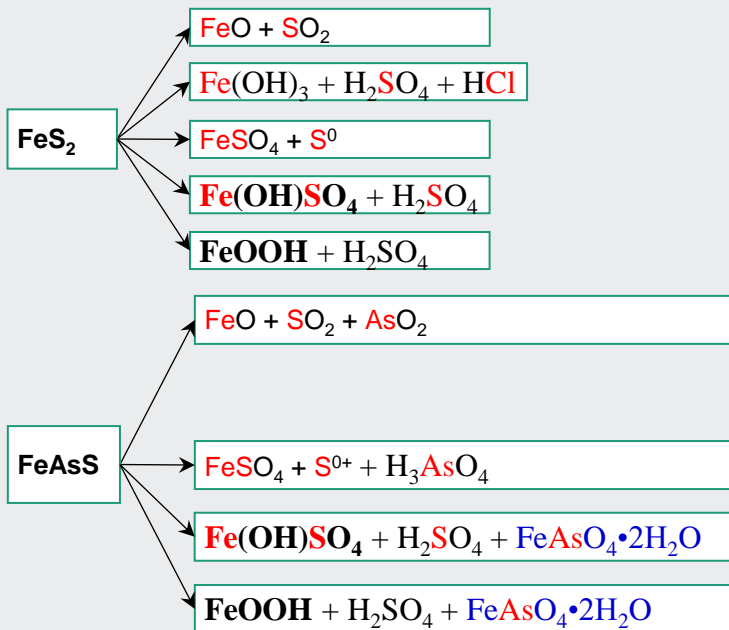 FeO + SO₂
Fe(OH)₃ + H₂SO₄ + HCl
FeS₂
FeSO₄ + S⁰
Fe(OH)SO₄ + H₂SO₄
FeOOH + H₂SO₄
FeO + SO₂ + AsO₂
FeAsS
FeSO₄ + S⁰⁺ + H₃AsO₄
Fe(OH)SO₄ + H₂SO₄ + FeAsO₄•2H₂O
FeOOH + H₂SO₄ + FeAsO₄•2H₂O